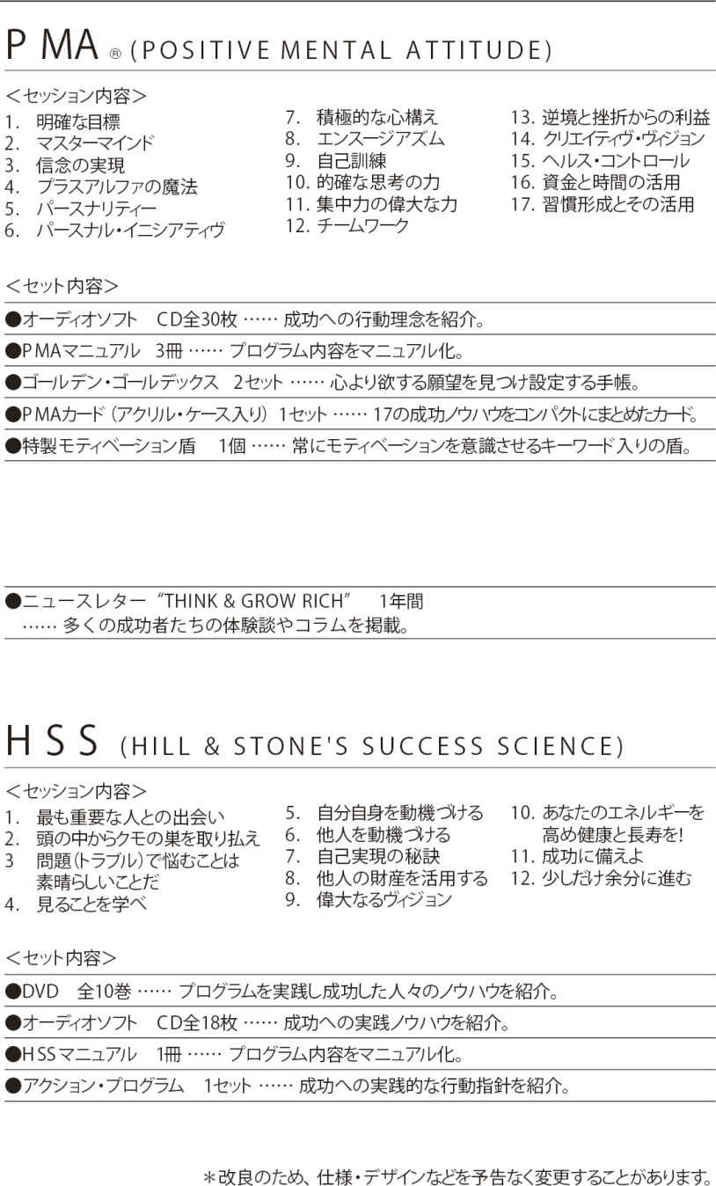 PMA® (POSITIVE MENTAL ATTITUDE)
＜セッション内容＞
1. 明確な目標
2. マスターマインド
3. 信念の実現
4. プラスアルファの魔法
5. パースナリティー
6. パースナル・イニシアティヴ
7. 積極的な心構え
8. エンスージアズム
9. 自己訓練
10. 的確な思考の力
11. 集中力の偉大な力
12. チームワーク
13. 逆境と挫折からの利益
14. クリエイティヴ・ヴィジョン
15. ヘルス・コントロール
16. 資金と時間の活用
17. 習慣形成とその活用
＜セット内容＞
●オーディオソフト　CD全30枚 …… 成功への行動理念を紹介。
●PMAマニュアル　3冊 …… プログラム内容をマニュアル化。
●ゴールデン・ゴールデックス　2セット …… 心より欲する願望を見つけ設定する手帳。
●PMAカード（アクリル・ケース入り）1セット …… 17の成功ノウハウをコンパクトにまとめたカード。
●特製モティベーション盾　1個 …… 常にモティベーションを意識させるキーワード入りの盾。
●ニュースレター “THINK & GROW RICH”　1年間
…… 多くの成功者たちの体験談やコラムを掲載。
HSS (HILL & STONE'S SUCCESS SCIENCE)
＜セッション内容＞
1. 最も重要な人との出会い
2. 頭の中からクモの巣を取り払え
3 問題（トラブル）で悩むことは
素晴らしいことだ
4. 見ることを学べ
5. 自分自身を動機づける
6. 他人を動機づける
7. 自己実現の秘訣
8. 他人の財産を活用する
9. 偉大なるヴィジョン
10. あなたのエネルギーを
高め健康と長寿を!
11. 成功に備えよ
12. 少しだけ余分に進む
＜セット内容＞
●DVD　全10巻 …… プログラムを実践し成功した人々のノウハウを紹介。
●オーディオソフト　CD全18枚 …… 成功への実践ノウハウを紹介。
●HSSマニュアル　1冊 …… プログラム内容をマニュアル化。
●アクション・プログラム　1セット …… 成功への実践的な行動指針を紹介。
＊改良のため、仕様・デザインなどを予告なく変更することがあります。